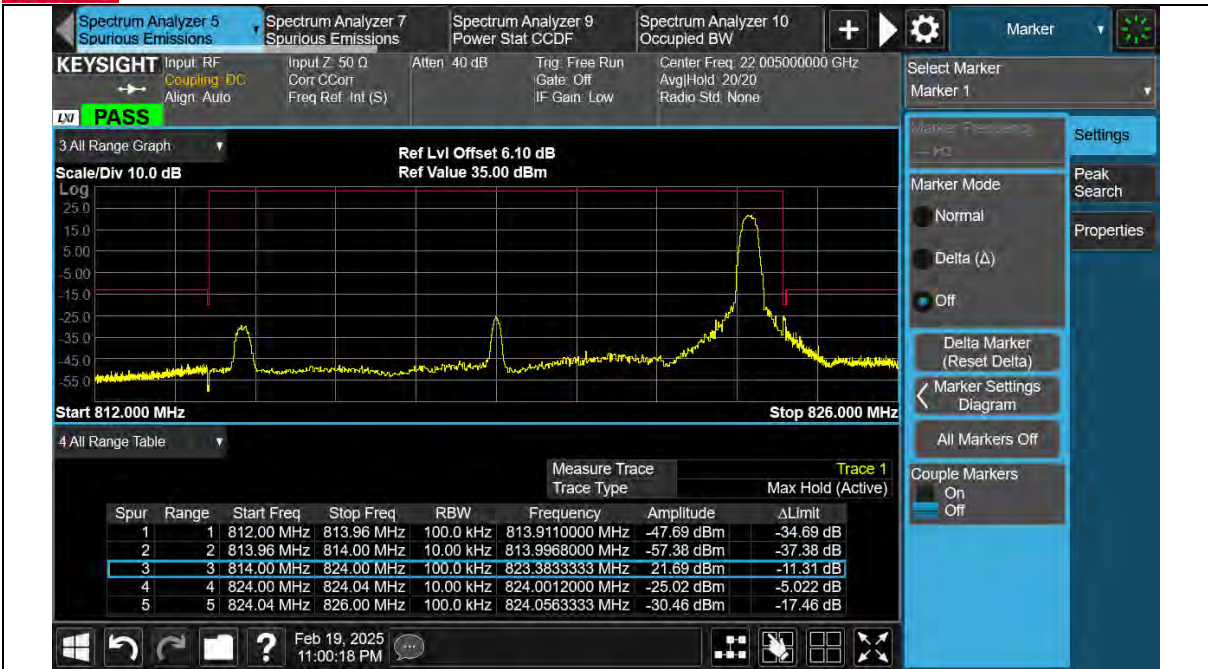 Spectrum Analyzer 5
Spurious Emissions
Spectrum Analyzer 7
Spurious Emissions
Spectrum Analyzer 9
Power Stat CCDF
Spectrum Analyzer 10
Occupied BW
Marker
KEYSIGHT
Input: RF
Coupling: DC
Align: Auto
Input Z: 50 Ω
Corr CCorr
Freq Ref: Int (S)
Atten: 40 dB
Trig: Free Run
Gate: Off
IF Gain: Low
Center Freq: 22.005000000 GHz
Avg|Hold: 20/20
Radio Std: None
LXI PASS
Select Marker
Marker 1
3 All Range Graph
Scale/Div 10.0 dB
Ref Lvl Offset 6.10 dB
Ref Value 35.00 dBm
Log
25.0
15.0
5.00
-5.00
-15.0
-25.0
-35.0
-45.0
-55.0
Start 812.000 MHz
Stop 826.000 MHz
Marker Frequency
--- Hz
Marker Mode
Normal
Delta (Δ)
Off
Delta Marker
(Reset Delta)
Marker Settings
Diagram
All Markers Off
Couple Markers
On
Off
Settings
Peak
Search
Properties
4 All Range Table
Measure Trace Trace 1
Trace Type Max Hold (Active)
Spur Range Start Freq Stop Freq RBW Frequency Amplitude ΔLimit
1 1 812.00 MHz 813.96 MHz 100.0 kHz 813.9110000 MHz -47.69 dBm -34.69 dB
2 2 813.96 MHz 814.00 MHz 10.00 kHz 813.9968000 MHz -57.38 dBm -37.38 dB
3 3 814.00 MHz 824.00 MHz 100.0 kHz 823.3833333 MHz 21.69 dBm -11.31 dB
4 4 824.00 MHz 824.04 MHz 10.00 kHz 824.0012000 MHz -25.02 dBm -5.022 dB
5 5 824.04 MHz 826.00 MHz 100.0 kHz 824.0563333 MHz -30.46 dBm -17.46 dB
Feb 19, 2025
11:00:18 PM